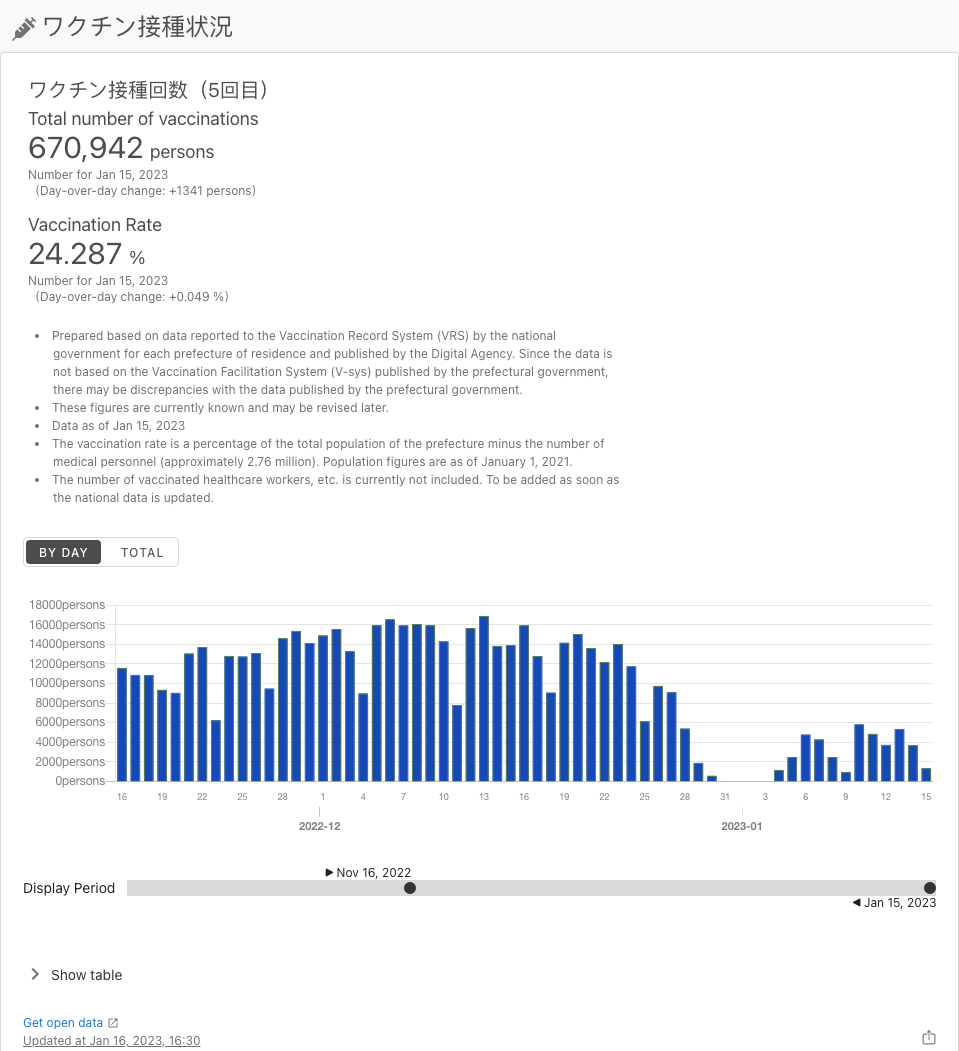 ワクチン接種状況
ワクチン接種回数（5回目）
Total number of vaccinations
670,942 persons
Number for Jan 15, 2023
(Day-over-day change: +1341 persons)
Vaccination Rate
24.287 %
Number for Jan 15, 2023
(Day-over-day change: +0.049 %)
• Prepared based on data reported to the Vaccination Record System (VRS) by the national
government for each prefecture of residence and published by the Digital Agency. Since the data is
not based on the Vaccination Facilitation System (V-sys) published by the prefectural government,
there may be discrepancies with the data published by the prefectural government.
• These figures are currently known and may be revised later.
• Data as of Jan 15, 2023
• The vaccination rate is a percentage of the total population of the prefecture minus the number of
medical personnel (approximately 2.76 million). Population figures are as of January 1, 2021.
• The number of vaccinated healthcare workers, etc. is currently not included. To be added as soon as
the national data is updated.
BY DAY TOTAL
18000persons
16000persons
14000persons
12000persons
10000persons
8000persons
6000persons
4000persons
2000persons
0persons
16 19 22 25 28 1 4 7 10 13 16 19 22 25 28 31 3 6 9 12 15
2022-12 2023-01
Nov 16, 2022
Display Period
Jan 15, 2023
Show table
Get open data
Updated at Jan 16, 2023, 16:30